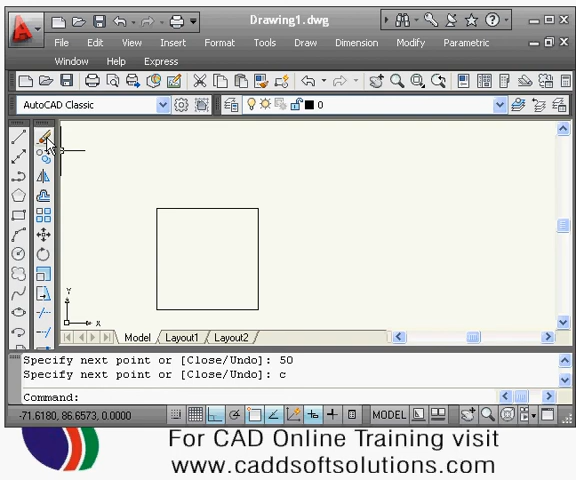 Drawing1.dwg
File Edit View Insert Format Tools Draw Dimension Modify Parametric
Window Help Express
AutoCAD Classic 0
Y
X
Model Layout1 Layout2
Specify next point or [Close/Undo]: 50
Specify next point or [Close/Undo]: c
Command:
-71.6180, 86.6573, 0.0000 MODEL
For CAD Online Training visit
www.caddsoftsolutions.com